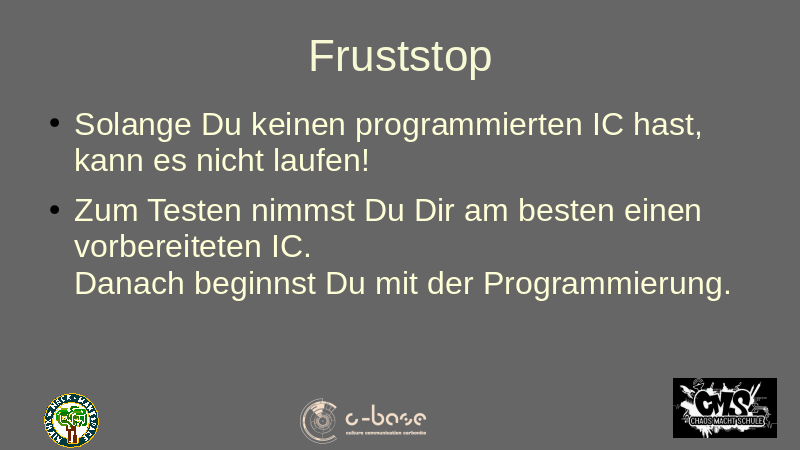 Fruststop
Solange Du keinen programmierten IC hast,
kann es nicht laufen!
Zum Testen nimmst Du Dir am besten einen
vorbereiteten IC.
Danach beginnst Du mit der Programmierung.
c-base
culture communication carbonite
CMS
CHAOS MACHT SCHULE